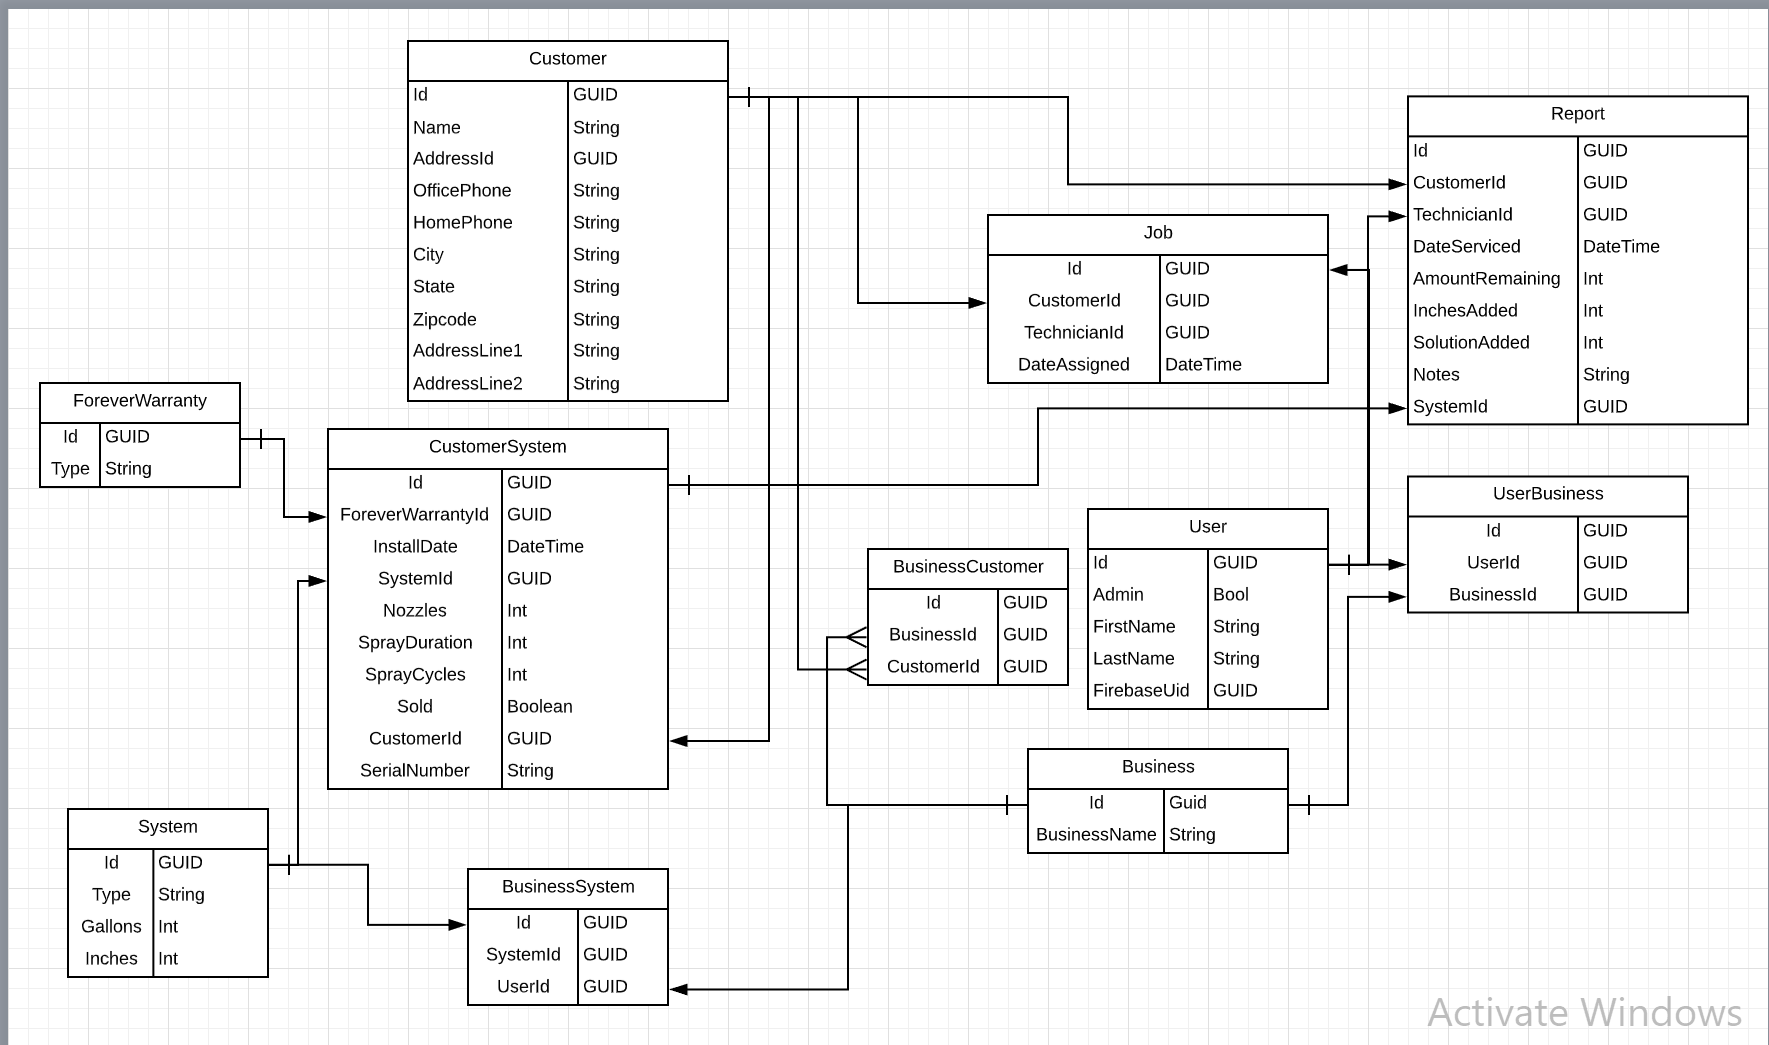 Customer
Id GUID
Name String
AddressId GUID
OfficePhone String
HomePhone String
City String
State String
Zipcode String
AddressLine1 String
AddressLine2 String
Report
Id GUID
CustomerId GUID
TechnicianId GUID
DateServiced DateTime
AmountRemaining Int
InchesAdded Int
SolutionAdded Int
Notes String
SystemId GUID
Job
Id GUID
CustomerId GUID
TechnicianId GUID
DateAssigned DateTime
ForeverWarranty
Id GUID
Type String
CustomerSystem
Id GUID
ForeverWarrantyId GUID
InstallDate DateTime
SystemId GUID
Nozzles Int
SprayDuration Int
SprayCycles Int
Sold Boolean
CustomerId GUID
SerialNumber String
BusinessCustomer
Id GUID
BusinessId GUID
CustomerId GUID
User
Id GUID
Admin Bool
FirstName String
LastName String
FirebaseUid GUID
UserBusiness
Id GUID
UserId GUID
BusinessId GUID
Business
Id Guid
BusinessName String
System
Id GUID
Type String
Gallons Int
Inches Int
BusinessSystem
Id GUID
SystemId GUID
UserId GUID
Activate Windows